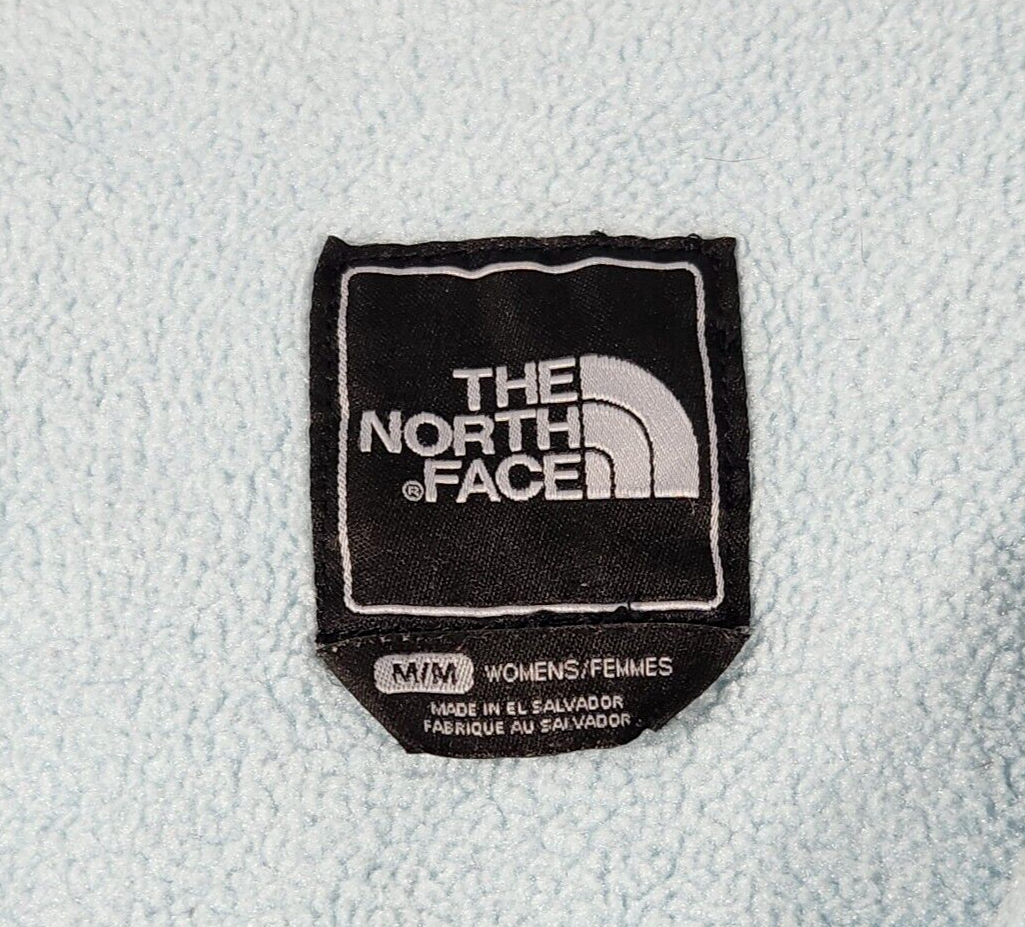 THE
NORTH
®FACE
M/M WOMENS/FEMMES
MADE IN EL SALVADOR
FABRIQUE AU SALVADOR